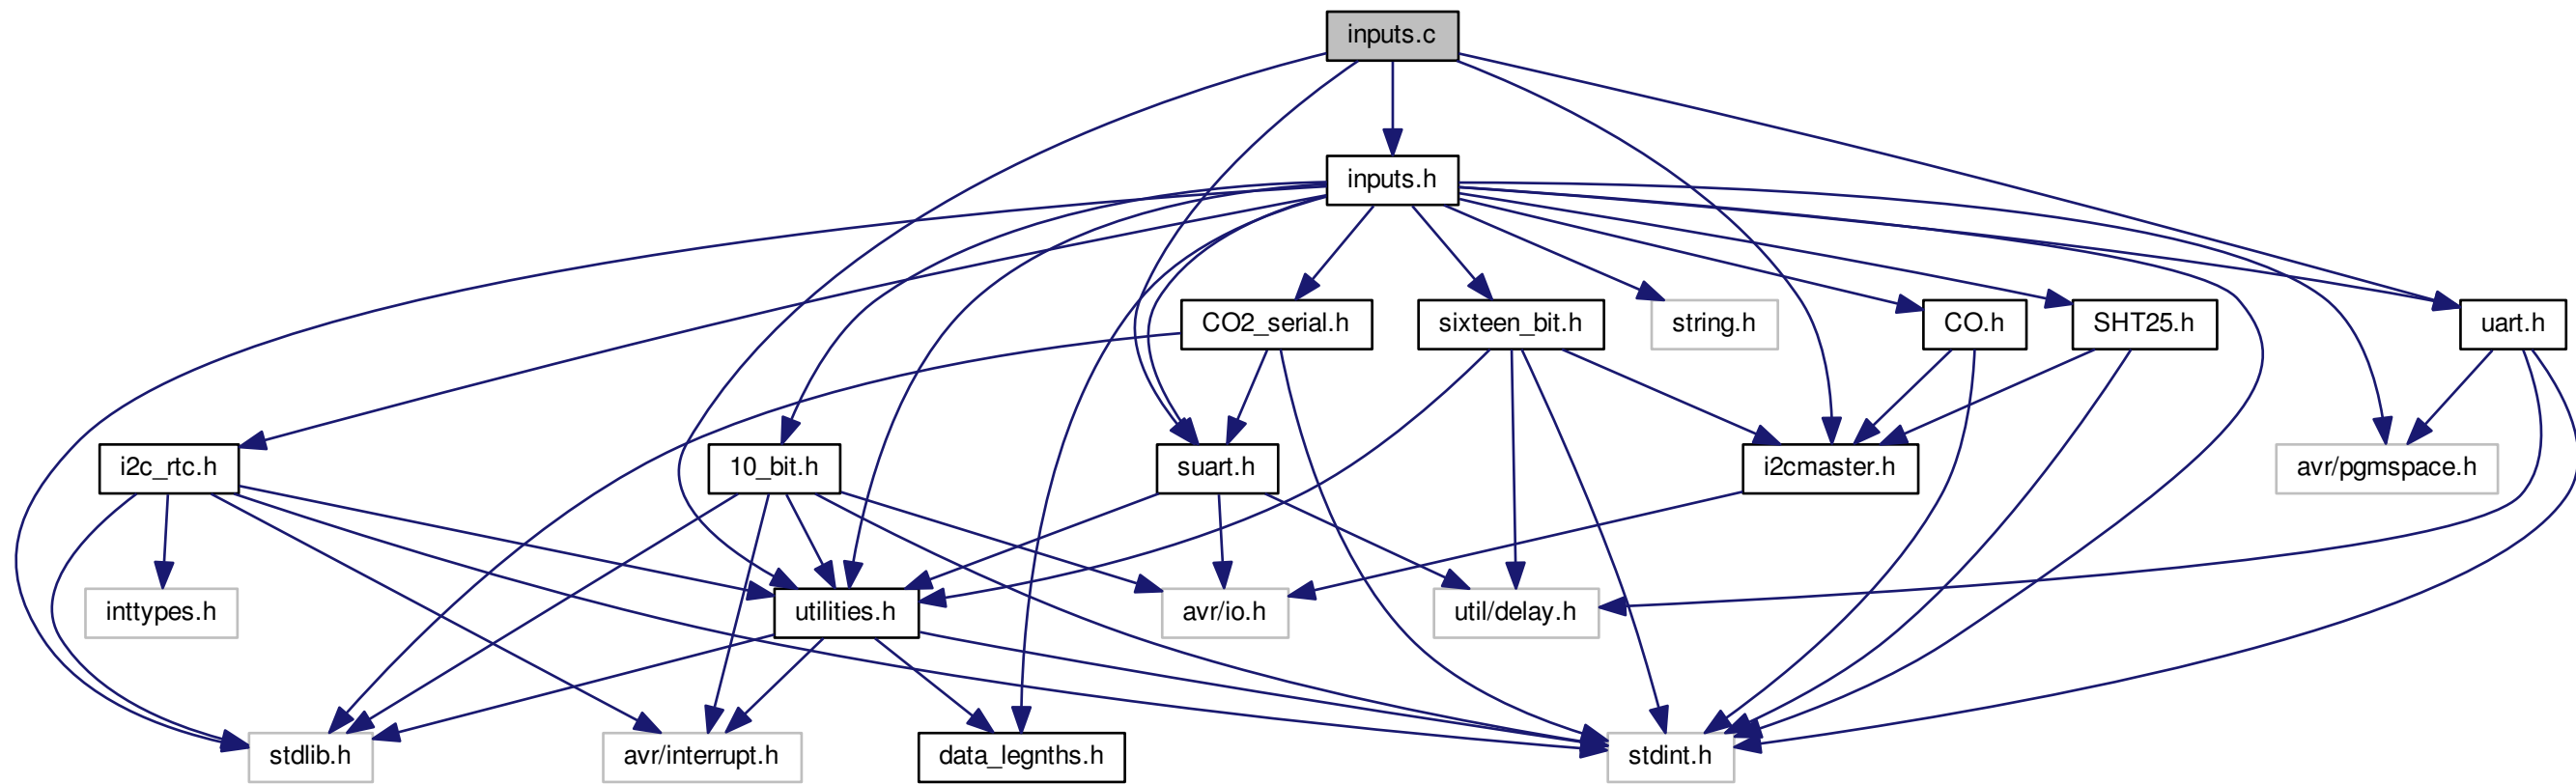 inputs.c
inputs.h
CO2_serial.h
sixteen_bit.h
string.h
CO.h
SHT25.h
uart.h
i2c_rtc.h
10_bit.h
suart.h
i2cmaster.h
avr/pgmspace.h
inttypes.h
utilities.h
avr/io.h
util/delay.h
stdlib.h
avr/interrupt.h
data_legnths.h
stdint.h